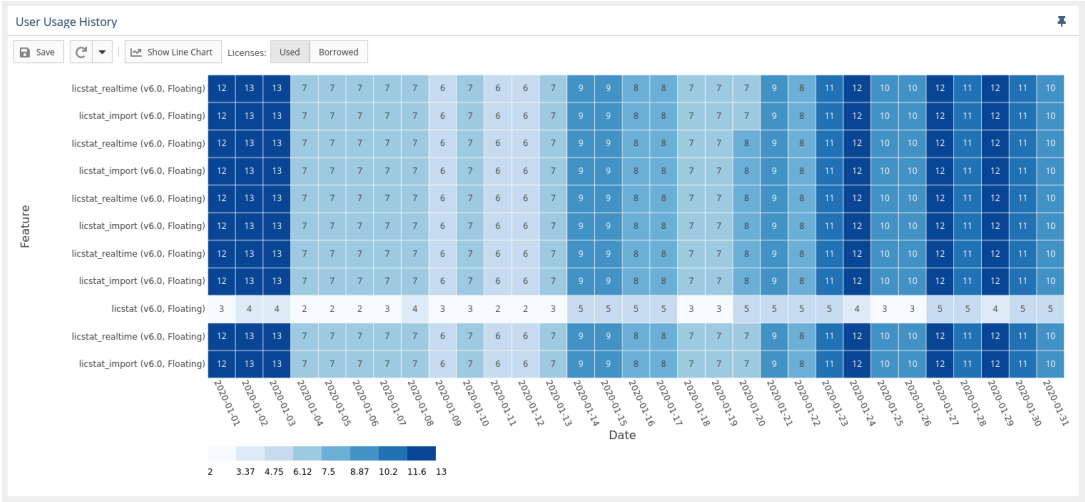 User Usage History
Save Show Line Chart Licenses: Used Borrowed
Feature
licstat_realtime (v6.0, Floating) 12 13 13 7 7 7 7 7 6 7 6 6 7 9 9 8 8 7 7 7 9 8 11 12 10 10 12 11 12 11 10
licstat_import (v6.0, Floating) 12 13 13 7 7 7 7 7 6 7 6 6 7 9 9 8 8 7 7 7 9 8 11 12 10 10 12 11 12 11 10
licstat_realtime (v6.0, Floating) 12 13 13 7 7 7 7 7 6 7 6 6 7 9 9 8 8 7 7 8 9 8 11 12 10 10 12 11 12 11 10
licstat_import (v6.0, Floating) 12 13 13 7 7 7 7 7 6 7 6 6 7 9 9 8 8 7 7 8 9 8 11 12 10 10 12 11 12 11 10
licstat_realtime (v6.0, Floating) 12 13 13 7 7 7 7 7 6 7 6 6 7 9 9 8 8 7 7 8 9 8 11 12 10 10 12 11 12 11 10
licstat_import (v6.0, Floating) 12 13 13 7 7 7 7 7 6 7 6 6 7 9 9 8 8 7 7 8 9 8 11 12 10 10 12 11 12 11 10
licstat_realtime (v6.0, Floating) 12 13 13 7 7 7 7 7 6 7 6 6 7 9 9 8 8 7 7 8 9 8 11 12 10 10 12 11 12 11 10
licstat_import (v6.0, Floating) 12 13 13 7 7 7 7 7 6 7 6 6 7 9 9 8 8 7 7 8 9 8 11 12 10 10 12 11 12 11 10
licstat (v6.0, Floating) 3 4 4 2 2 2 3 4 3 3 2 2 3 5 5 5 5 3 3 5 5 5 5 4 3 3 5 5 4 5 5
licstat_realtime (v6.0, Floating) 12 13 13 7 7 7 7 7 6 7 6 6 7 9 9 8 8 7 7 7 9 8 11 12 10 10 12 11 12 11 10
licstat_import (v6.0, Floating) 12 13 13 7 7 7 7 7 6 7 6 6 7 9 9 8 8 7 7 7 9 8 11 12 10 10 12 11 12 11 10
2020-01-01 2020-01-02 2020-01-03 2020-01-04 2020-01-05 2020-01-06 2020-01-07 2020-01-08 2020-01-09 2020-01-10 2020-01-11 2020-01-12 2020-01-13 2020-01-14 2020-01-15 2020-01-16 2020-01-17 2020-01-18 2020-01-19 2020-01-20 2020-01-21 2020-01-22 2020-01-23 2020-01-24 2020-01-25 2020-01-26 2020-01-27 2020-01-28 2020-01-29 2020-01-30 2020-01-31
Date
2 3.37 4.75 6.12 7.5 8.87 10.2 11.6 13